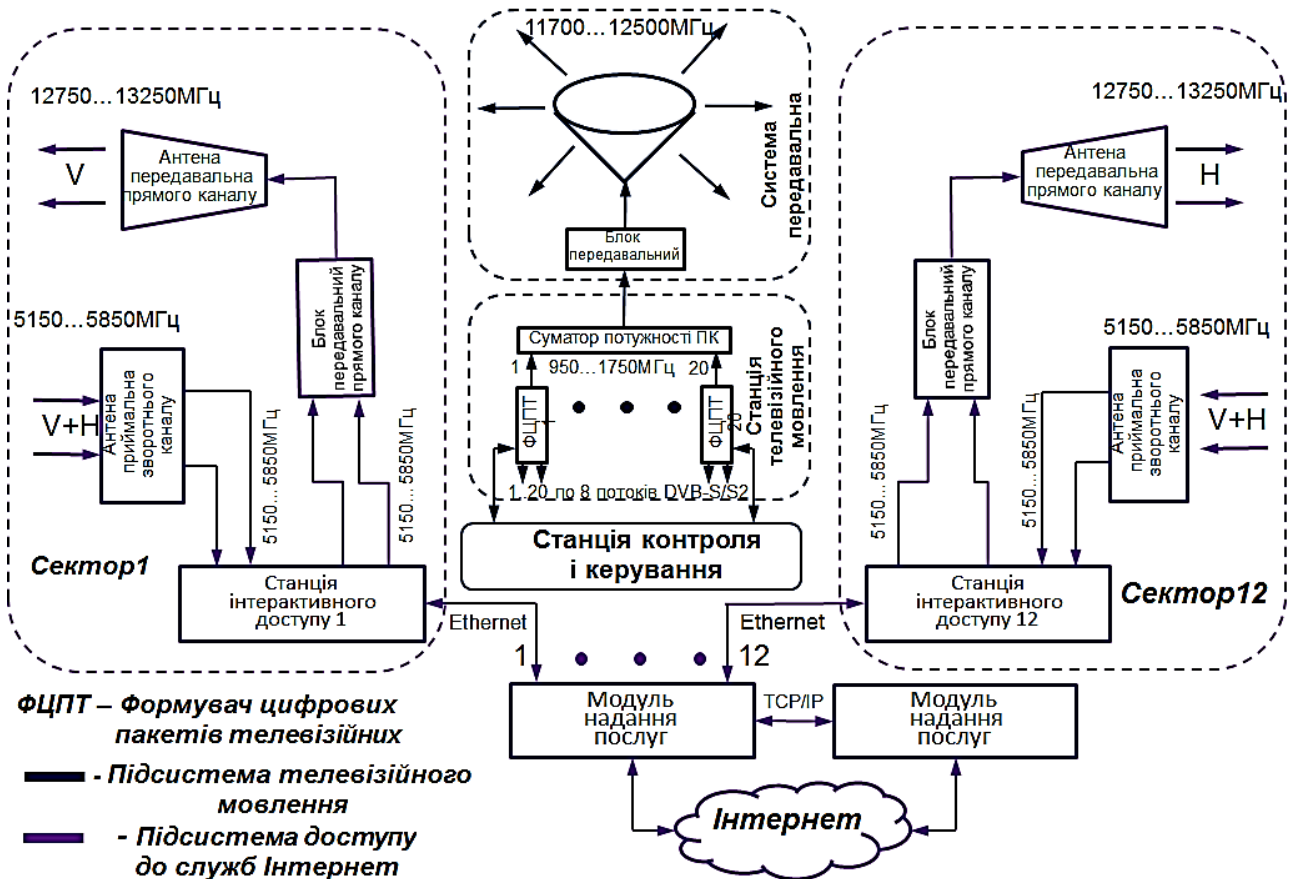 12750...13250МГц
V
Антена
передавальна
прямого каналу
Блок
передавальний
прямого каналу
5150...5850МГц
V+H
Антена
приймальна
зворотнього
каналу
5150... 5850МГц
5150... 5850МГц
Сектор1
Станція
інтерактивного
доступу 1
11700... 12500МГц
Система
передавальна
Блок
передавальний
Суматор потужності ПК
1
950...1750МГц
20
ФЦПТ
1
ФЦПТ
20
Станція
телевізійного
мовлення
1..20 по 8 потоків DVB-S/S2
Станція контроля
і керування
12750...13250МГц
Антена
передавальна
прямого каналу
H
Блок
передавальний
прямого каналу
5150...5850МГц
V+H
Антена
приймальна
зворотнього
каналу
5150... 5850МГц
5150... 5850МГц
Станція
інтерактивного
доступу 12
Сектор12
Ethernet
1
Ethernet
12
Модуль
надання
послуг
TCP/IP
Модуль
надання
послуг
Інтернет
ФЦПТ – Формувач цифрових
пакетів телевізійних
- Підсистема телевізійного
мовлення
- Підсистема доступу
до служб Інтернет